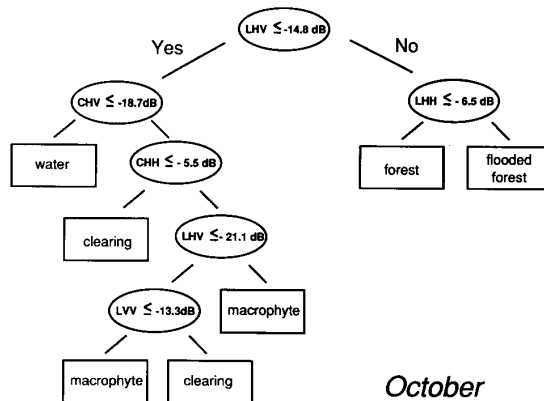 LHV ≤ -14.8 dB
Yes
No
CHV ≤ -18.7dB
LHH ≤ - 6.5 dB
water
CHH ≤ - 5.5 dB
forest
flooded
forest
clearing
LHV ≤ - 21.1 dB
LVV ≤ -13.3dB
macrophyte
macrophyte
clearing
October